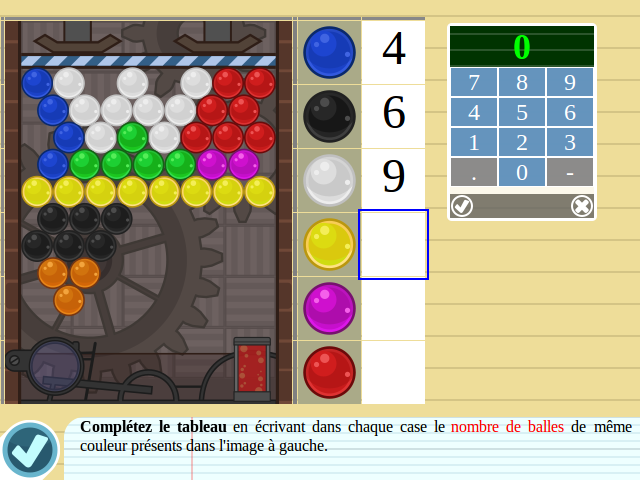 4
6
9
0
7 8 9
4 5 6
1 2 3
. 0 -
Complétez le tableau en écrivant dans chaque case le nombre de balles de même
couleur présents dans l'image à gauche.